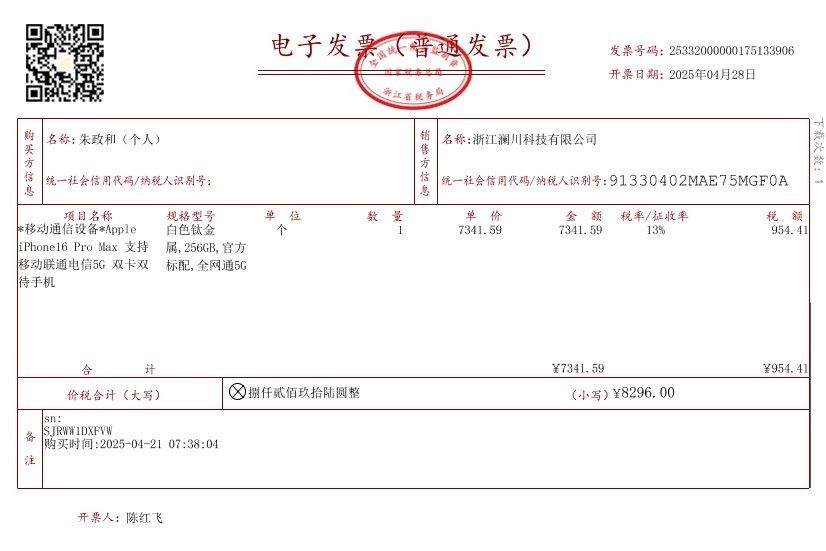 电子发票（普通发票）
全国统一发票监制章
国家税务总局
浙江省税务局
发票号码：25332000000175133906
开票日期：2025年04月28日
下载次数：1
购买方信息
名称：朱政和（个人）
统一社会信用代码/纳税人识别号：
销售方信息
名称：浙江澜川科技有限公司
统一社会信用代码/纳税人识别号：91330402MAE75MGF0A
项目名称 规格型号 单 位 数 量 单 价 金 额 税率/征收率 税 额
*移动通信设备*Apple 白色钛金 个 1 7341.59 7341.59 13% 954.41
iPhone16 Pro Max 支持 属,256GB,官方
移动联通电信5G 双卡双 标配,全网通5G
待手机
合 计 ¥7341.59 ¥954.41
价税合计（大写） ⊗捌仟贰佰玖拾陆圆整 （小写）¥8296.00
备注
sn:
SJRWW1DXFVW
购买时间:2025-04-21 07:38:04
开票人：陈红飞